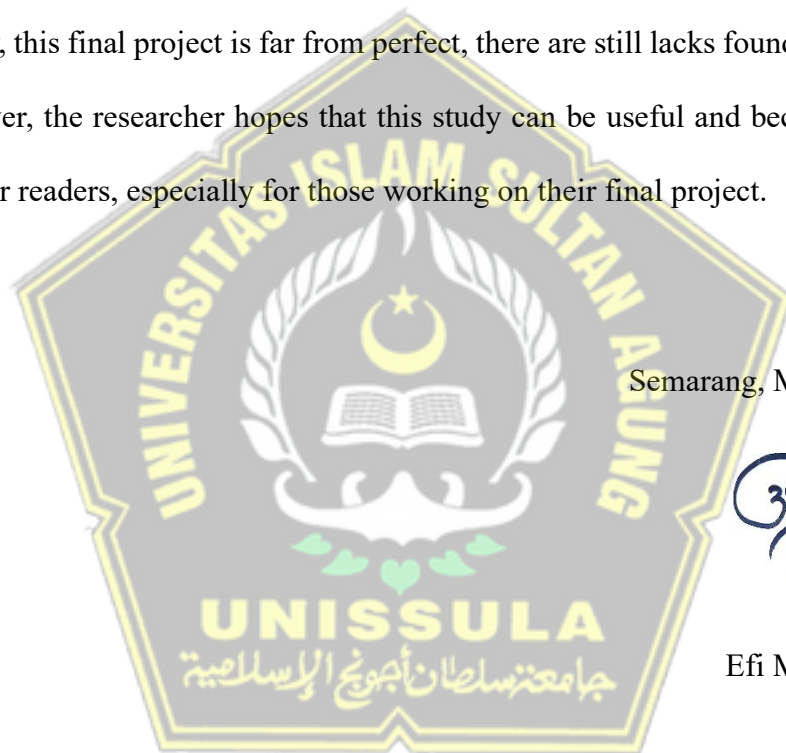 , this final project is far from perfect, there are still lacks found
er, the researcher hopes that this study can be useful and bec
r readers, especially for those working on their final project.
UNIVERSITAS ISLAM SULTAN AGUNG
Semarang, M
UNISSULA
جامعة سلطان أجونج الإسلامية
Efi M